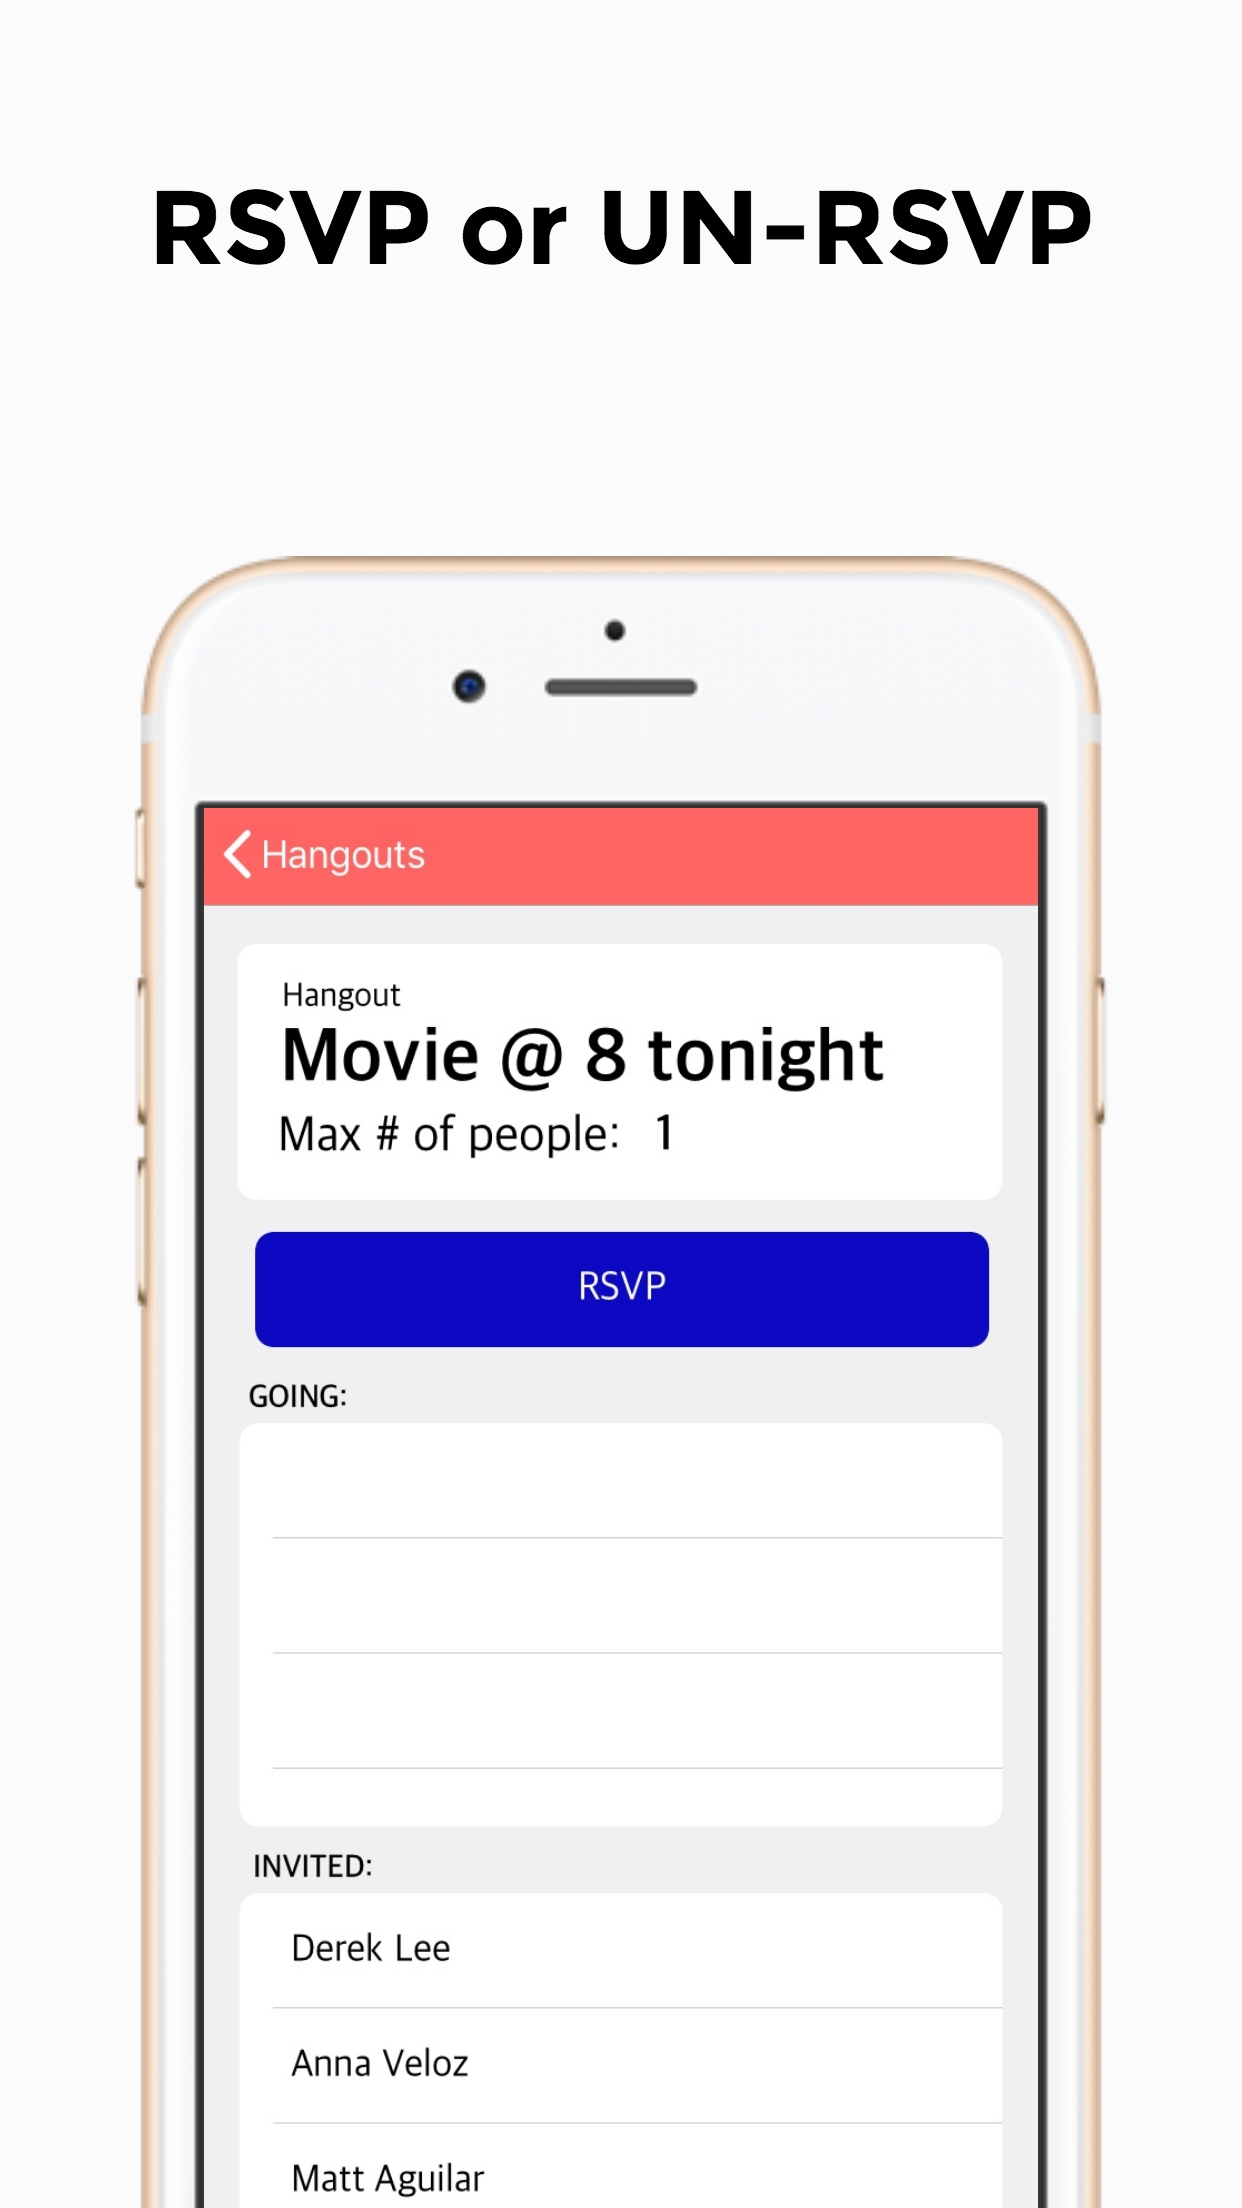 RSVP or UN-RSVP
Hangouts
Hangout
Movie @ 8 tonight
Max # of people: 1
RSVP
GOING:
INVITED:
Derek Lee
Anna Veloz
Matt Aguilar